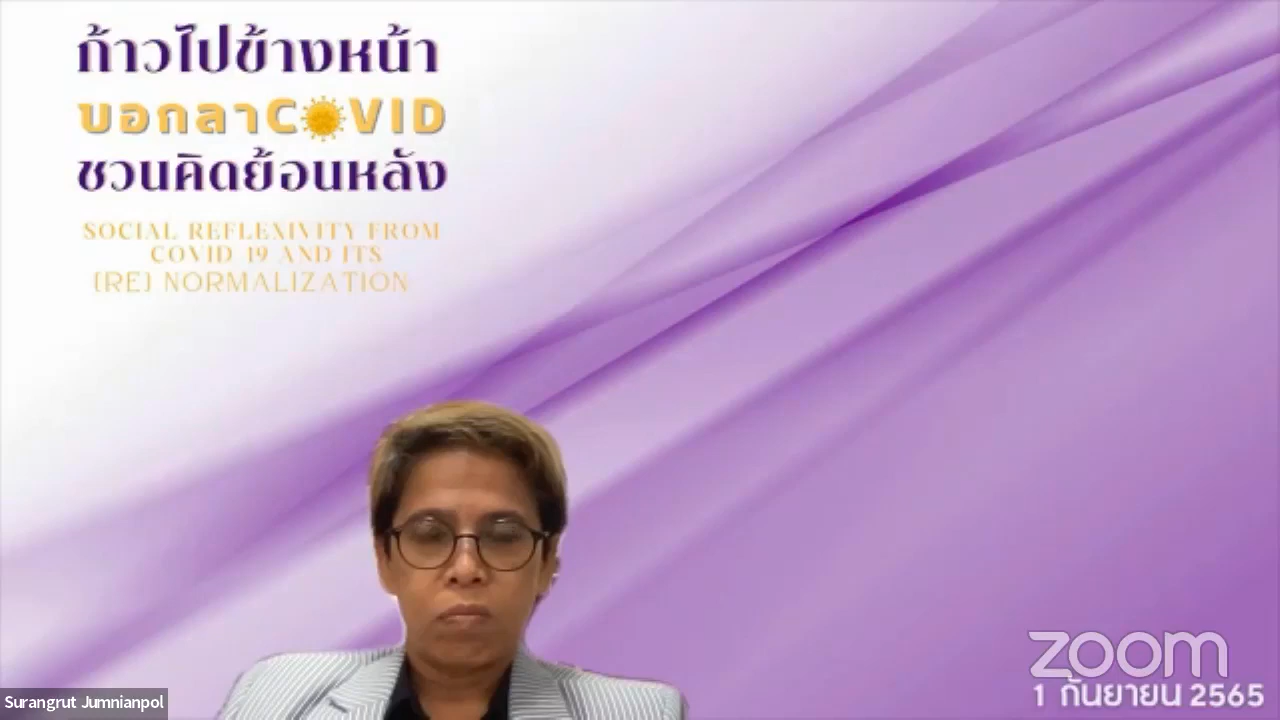 ก้าวไปข้างหน้า
บอกลาCOVID
ชวนคิดย้อนหลัง
SOCIAL REFLEXIVITY FROM
COVID 19 AND ITS
(RE) NORMALIZATION
zoom
1 กันยายน 2565
Surangrut Jumnianpol